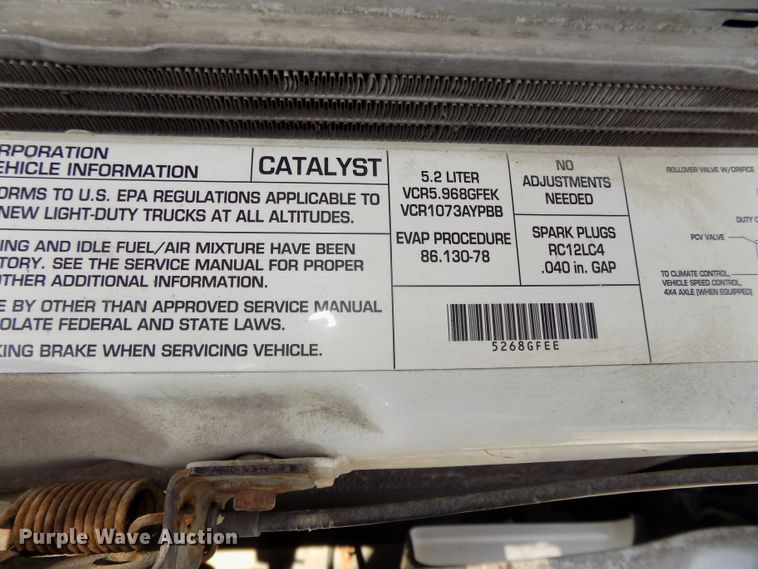 RPORATION
EHICLE INFORMATION
CATALYST
ORMS TO U.S. EPA REGULATIONS APPLICABLE TO
NEW LIGHT-DUTY TRUCKS AT ALL ALTITUDES.
ING AND IDLE FUEL/AIR MIXTURE HAVE BEEN
TORY. SEE THE SERVICE MANUAL FOR PROPER
OTHER ADDITIONAL INFORMATION.
E BY OTHER THAN APPROVED SERVICE MANUAL
OLATE FEDERAL AND STATE LAWS.
KING BRAKE WHEN SERVICING VEHICLE.
5.2 LITER
VCR5.968GFEK
VCR1073AYPBB
EVAP PROCEDURE
86.130-78
NO
ADJUSTMENTS
NEEDED
SPARK PLUGS
RC12LC4
.040 in. GAP
5268GFEE
ROLLOVER VALVE W/ORIFICE
DUTY C
PCV VALVE
TO CLIMATE CONTROL,
VEHICLE SPEED CONTROL,
4X4 AXLE (WHEN EQUIPPED)
Purple Wave Auction